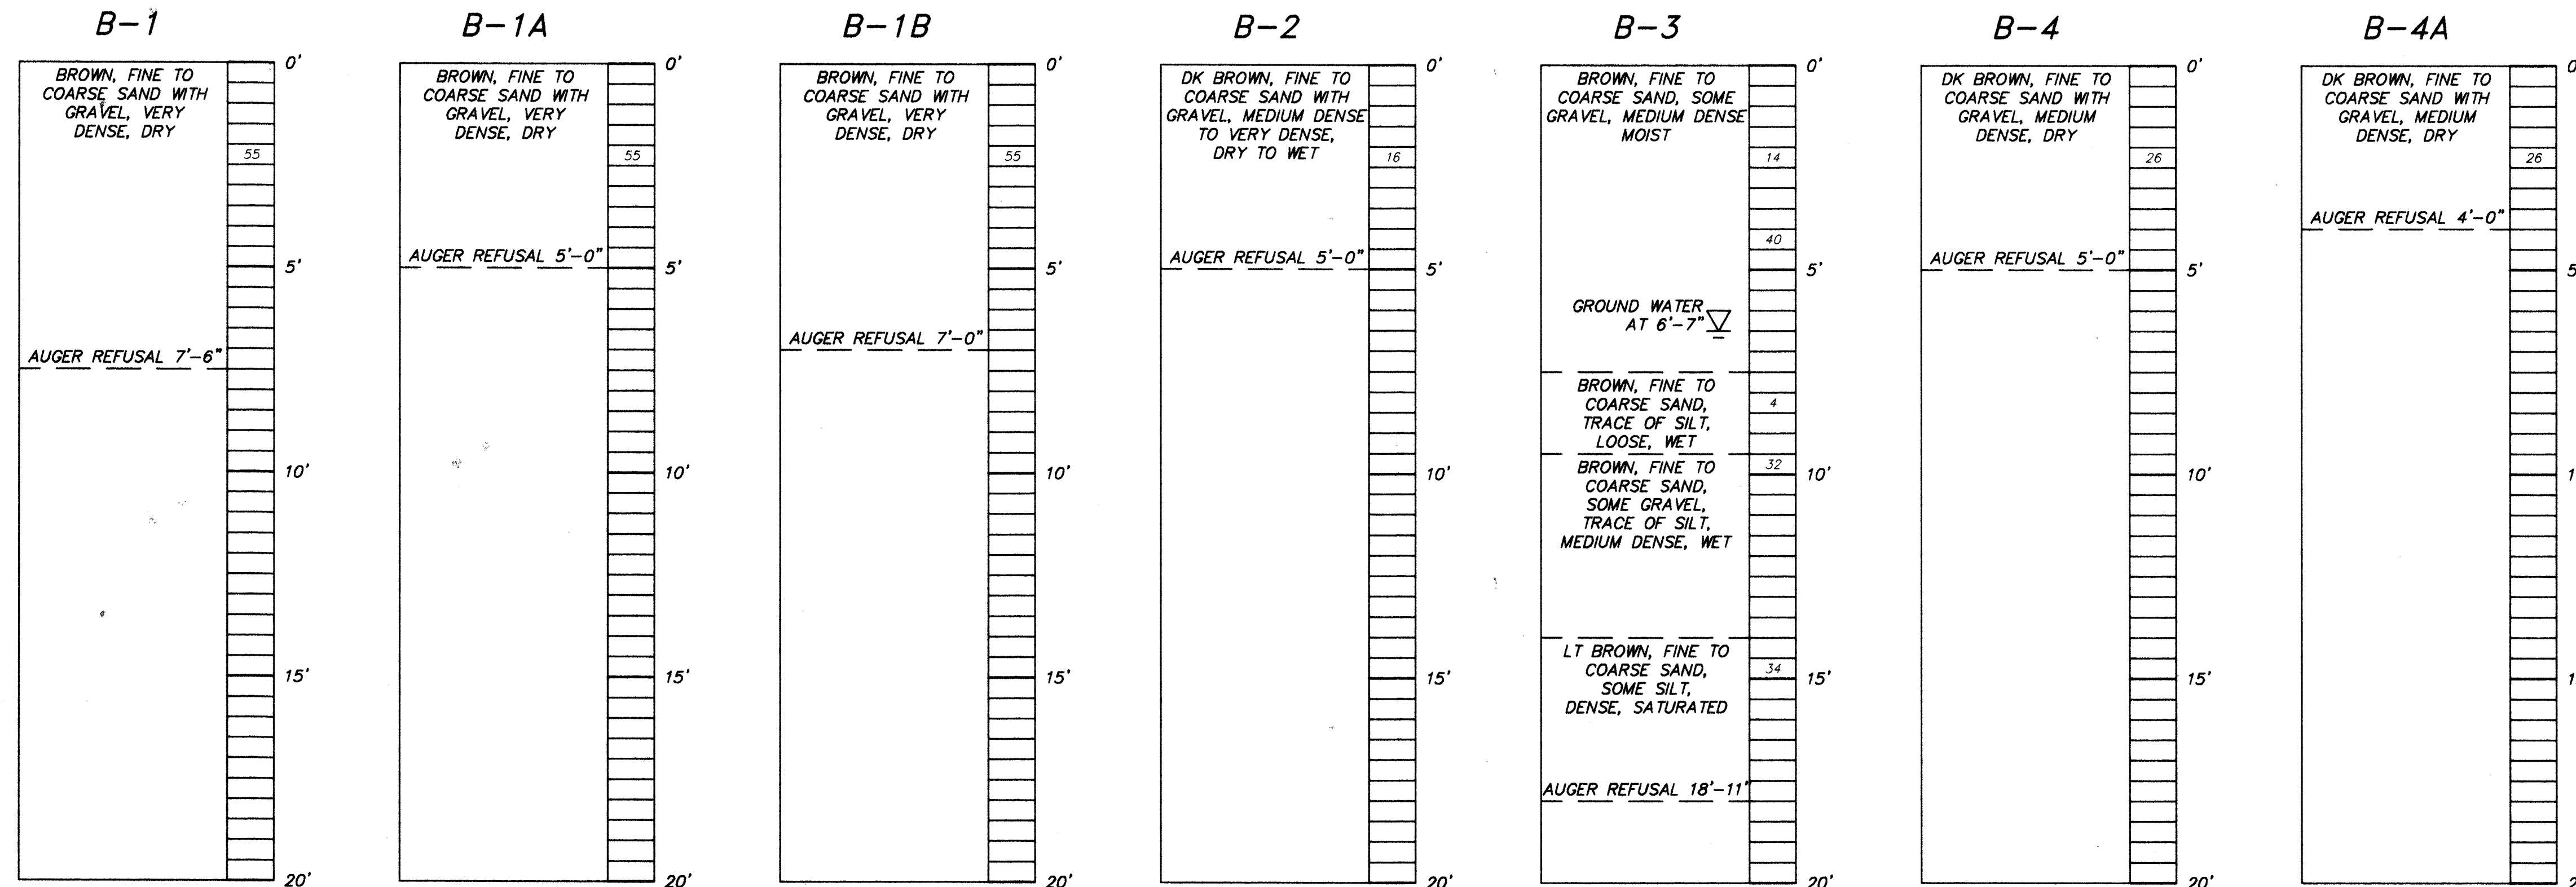 B-1
0'
BROWN, FINE TO
COARSE SAND WITH
GRAVEL, VERY
DENSE, DRY
55
5'
AUGER REFUSAL 7'-6"
10'
15'
20'
B-1A
0'
BROWN, FINE TO
COARSE SAND WITH
GRAVEL, VERY
DENSE, DRY
55
AUGER REFUSAL 5'-0"
5'
10'
15'
20'
B-1B
0'
BROWN, FINE TO
COARSE SAND WITH
GRAVEL, VERY
DENSE, DRY
55
5'
AUGER REFUSAL 7'-0"
10'
15'
20'
B-2
0'
DK BROWN, FINE TO
COARSE SAND WITH
GRAVEL, MEDIUM DENSE
TO VERY DENSE,
DRY TO WET
16
AUGER REFUSAL 5'-0"
5'
10'
15'
20'
B-3
0'
BROWN, FINE TO
COARSE SAND, SOME
GRAVEL, MEDIUM DENSE
MOIST
14
40
5'
GROUND WATER
AT 6'-7"
BROWN, FINE TO
COARSE SAND,
TRACE OF SILT,
LOOSE, WET
4
BROWN, FINE TO
COARSE SAND,
SOME GRAVEL,
TRACE OF SILT,
MEDIUM DENSE, WET
32
10'
LT BROWN, FINE TO
COARSE SAND,
SOME SILT,
DENSE, SATURATED
34
15'
AUGER REFUSAL 18'-11"
20'
B-4
0'
DK BROWN, FINE TO
COARSE SAND WITH
GRAVEL, MEDIUM
DENSE, DRY
26
AUGER REFUSAL 5'-0"
5'
10'
15'
20'
B-4A
0
DK BROWN, FINE TO
COARSE SAND WITH
GRAVEL, MEDIUM
DENSE, DRY
26
AUGER REFUSAL 4'-0"
5
1
1
2